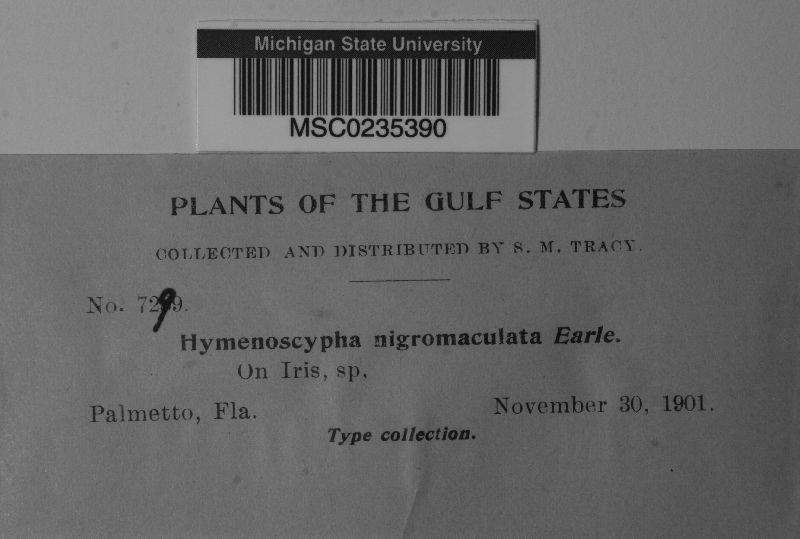 Michigan State University
MSC0235390
PLANTS OF THE GULF STATES
COLLECTED AND DISTRIBUTED BY S. M. TRACY.
No. 7299.
Hymenoscypha nigromaculata Earle.
On Iris, sp.
Palmetto, Fla. November 30, 1901.
Type collection.